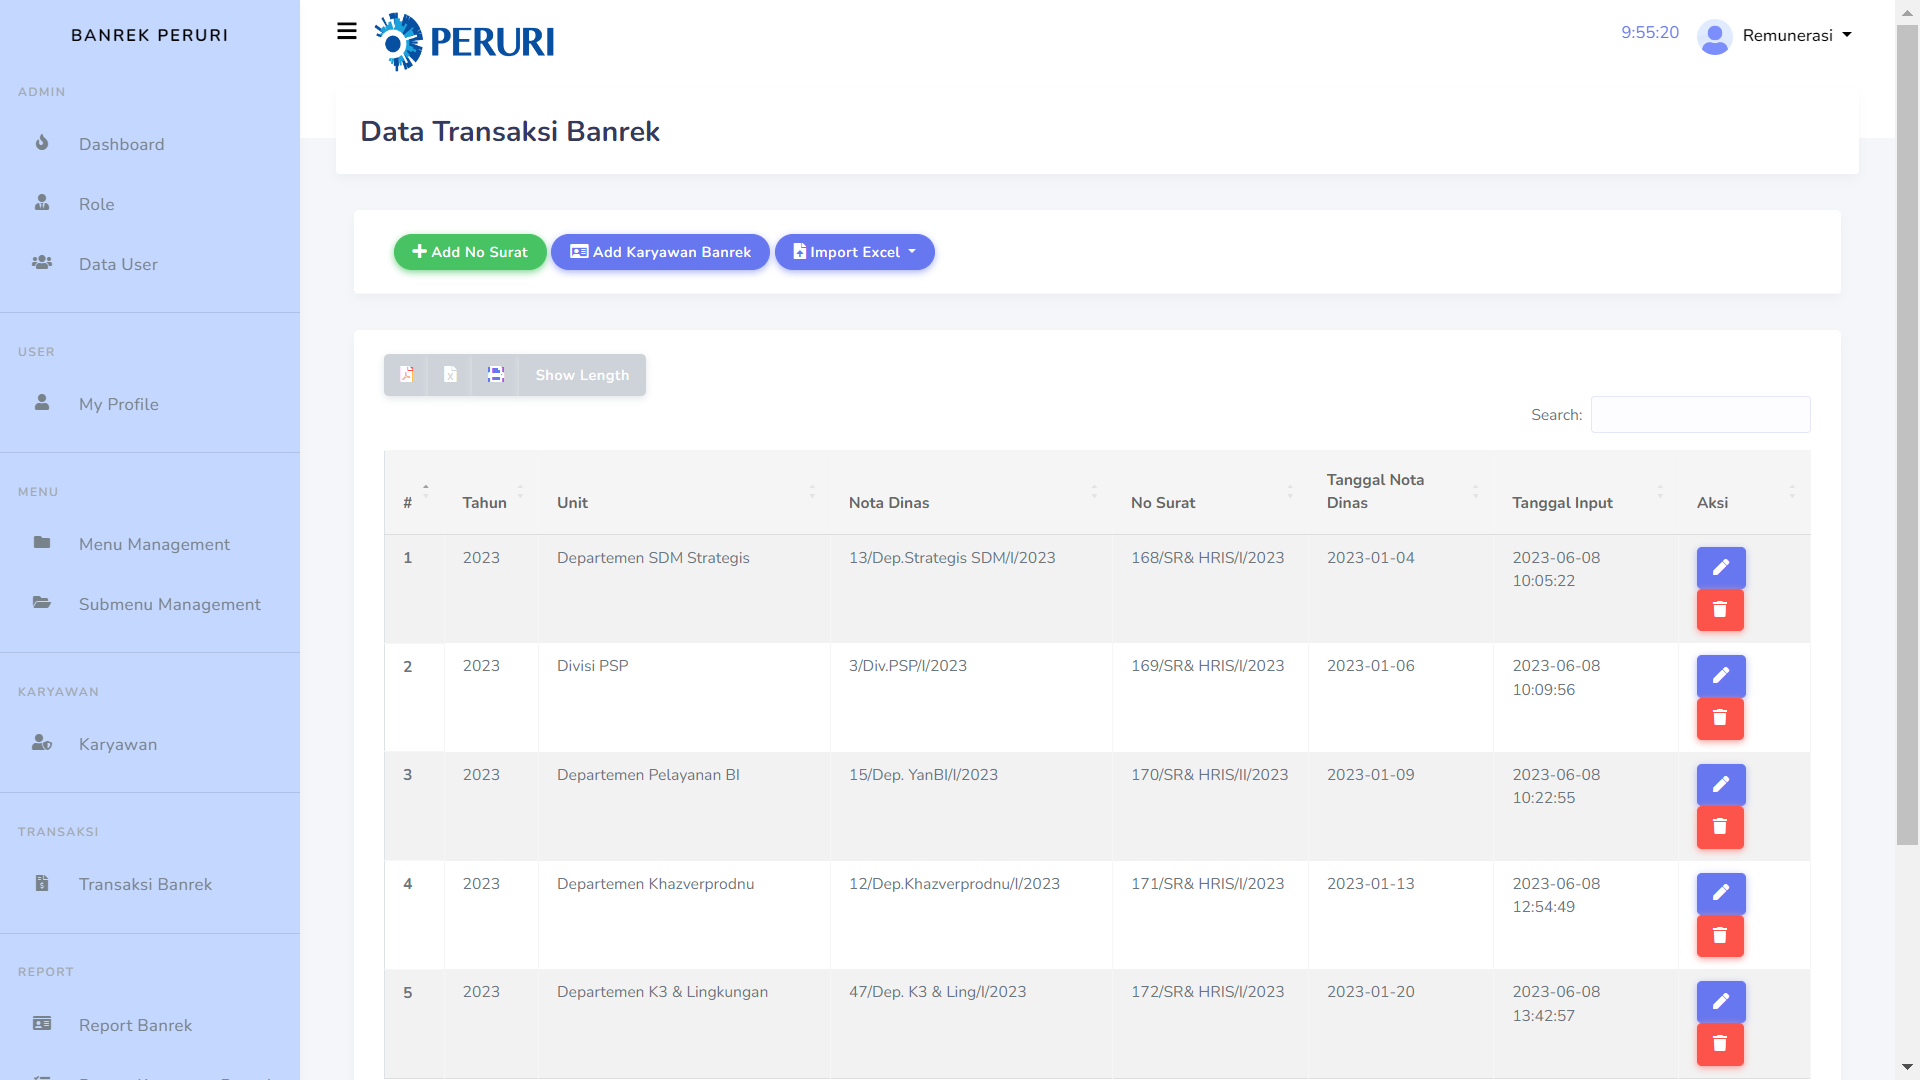 BANREK PERURI
ADMIN
Dashboard
Role
Data User
USER
My Profile
MENU
Menu Management
Submenu Management
KARYAWAN
Karyawan
TRANSAKSI
Transaksi Banrek
REPORT
Report Banrek
PERURI
9:55:20
Remunerasi
Data Transaksi Banrek
Add No Surat
Add Karyawan Banrek
Import Excel
Show Length
Search:
# Tahun Unit Nota Dinas No Surat Tanggal Nota Dinas Tanggal Input Aksi
1 2023 Departemen SDM Strategis 13/Dep.Strategis SDM/I/2023 168/SR& HRIS/I/2023 2023-01-04 2023-06-08
10:05:22
2 2023 Divisi PSP 3/Div.PSP/I/2023 169/SR& HRIS/I/2023 2023-01-06 2023-06-08
10:09:56
3 2023 Departemen Pelayanan BI 15/Dep. YanBI/I/2023 170/SR& HRIS/II/2023 2023-01-09 2023-06-08
10:22:55
4 2023 Departemen Khazverprodnu 12/Dep.Khazverprodnu/I/2023 171/SR& HRIS/I/2023 2023-01-13 2023-06-08
12:54:49
5 2023 Departemen K3 & Lingkungan 47/Dep. K3 & Ling/I/2023 172/SR& HRIS/I/2023 2023-01-20 2023-06-08
13:42:57